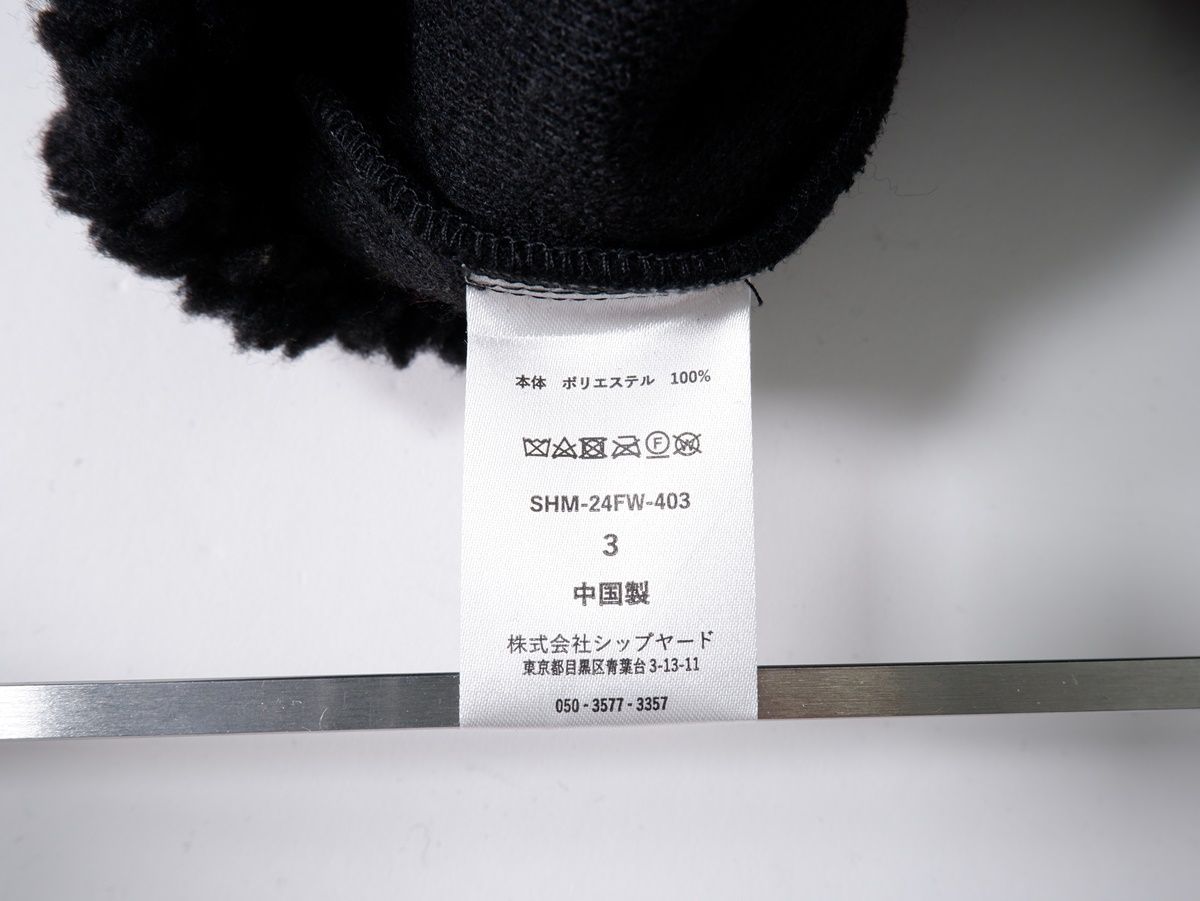 本体 ポリエステル 100%
F W
SHM-24FW-403
3
中国製
株式会社シップヤード
東京都目黒区青葉台3-13-11
050-3577-3357